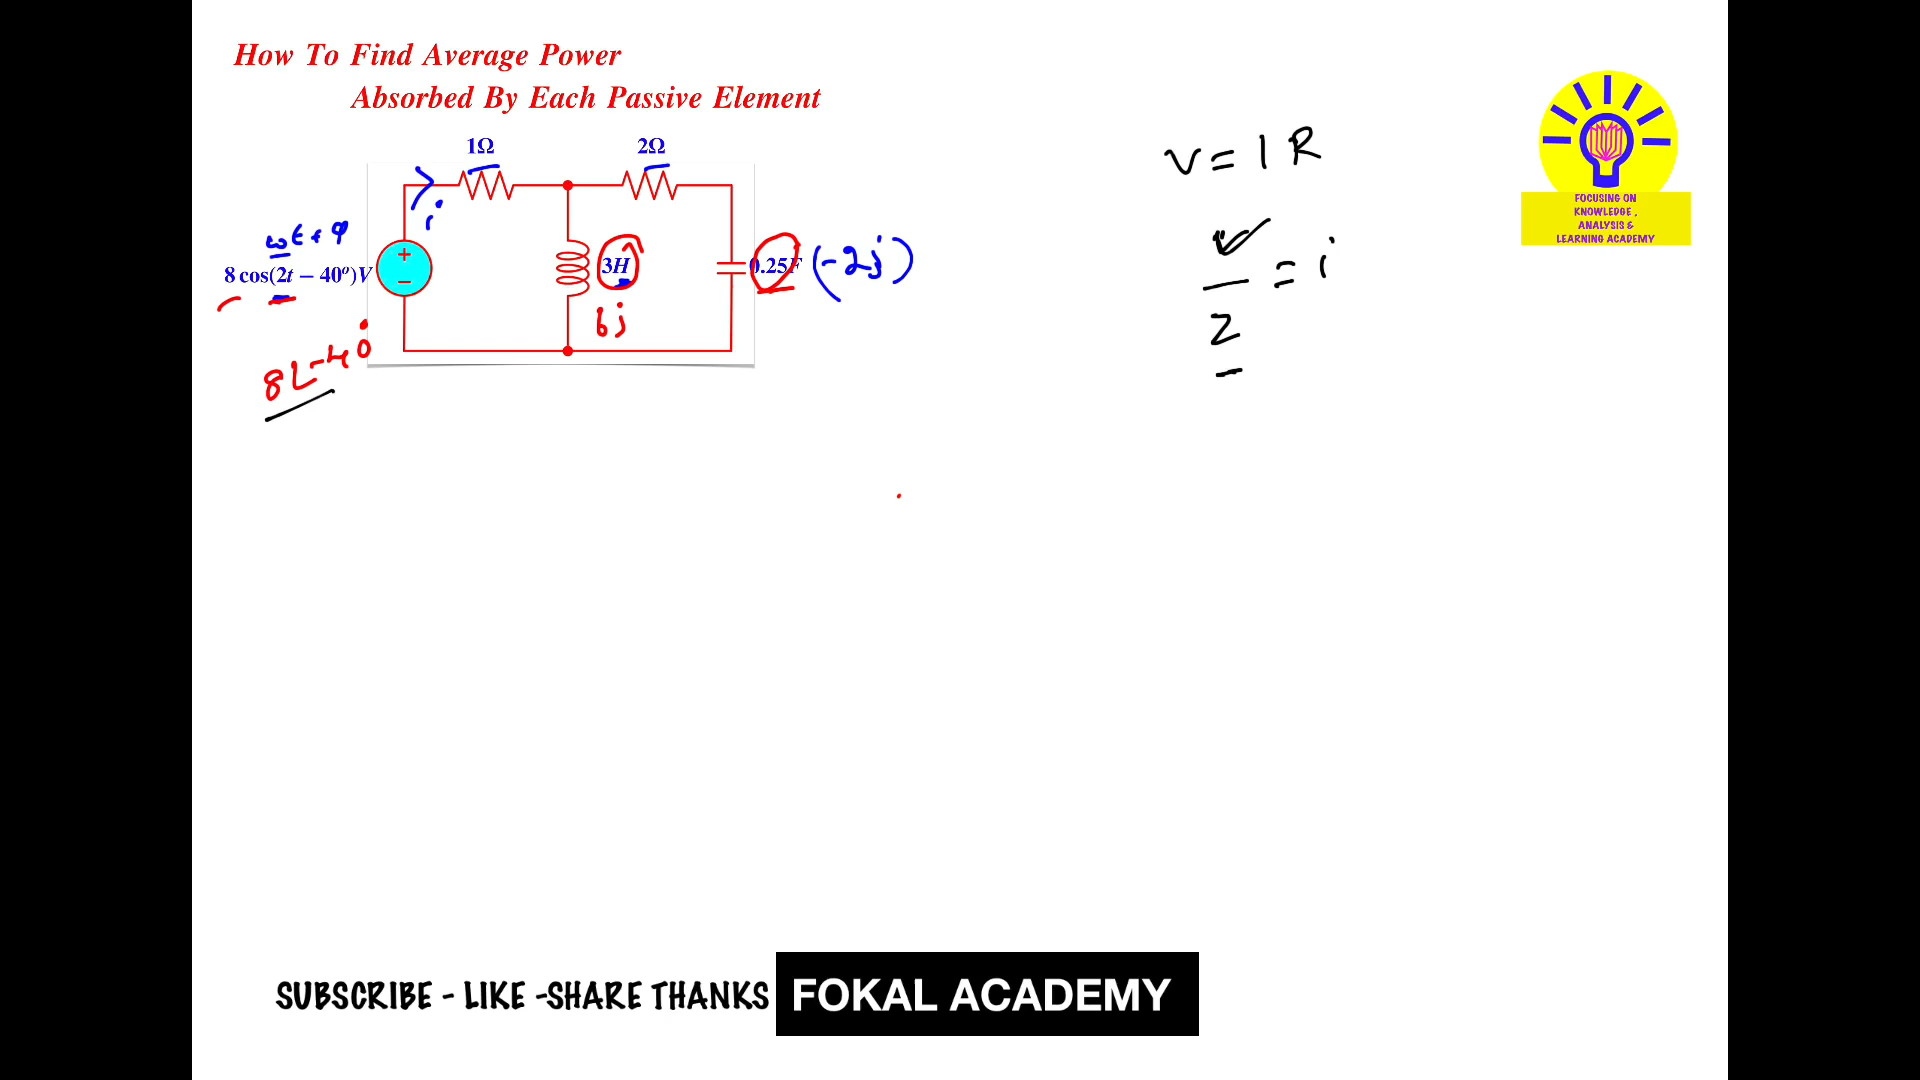 How To Find Average Power
Absorbed By Each Passive Element
1Ω
2Ω
V = I R
ωt + φ
i
8 cos(2t − 40º)V
+
−
3H
0.25F
(-2j)
6j
8∠-40°
v
= i
Z
FOCUSING ON
KNOWLEDGE ,
ANALYSIS &
LEARNING ACADEMY
SUBSCRIBE - LIKE -SHARE THANKS
FOKAL ACADEMY